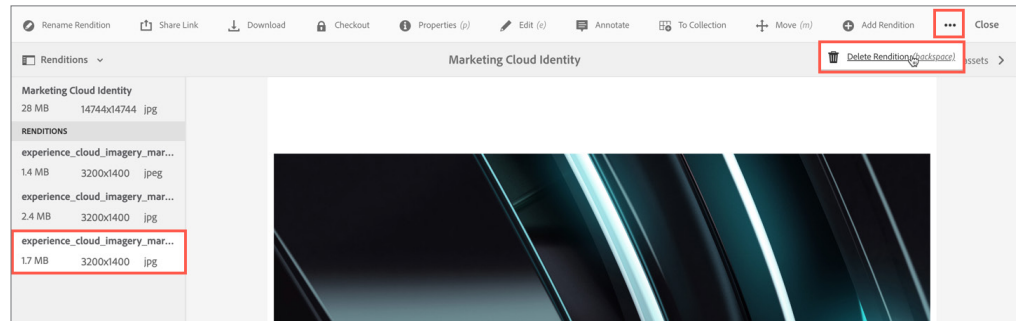 Rename Rendition Share Link Download Checkout Properties (p) Edit (e) Annotate To Collection Move (m) Add Rendition ••• Close
Renditions Marketing Cloud Identity Delete Rendition (backspace) assets
Marketing Cloud Identity
28 MB 14744x14744 jpg
RENDITIONS
experience_cloud_imagery_mar...
1.4 MB 3200x1400 jpeg
experience_cloud_imagery_mar...
2.4 MB 3200x1400 jpg
experience_cloud_imagery_mar...
1.7 MB 3200x1400 jpg